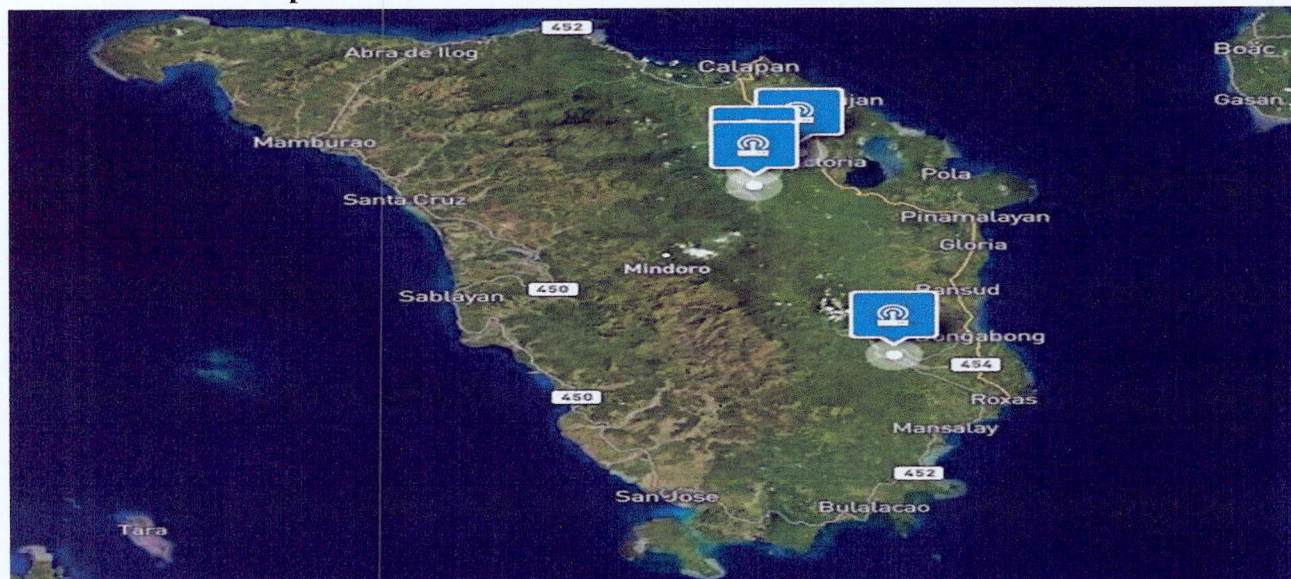 452
Abra de Ilog
Calapan
Boac
Gasan
Mamburao
Pola
Santa Cruz
Pinamalayan
Gloria
Mindoro
450
Sablayan
Bansud
454
450
Roxas
Mansalay
452
San Jose
Bulalacao
Tara